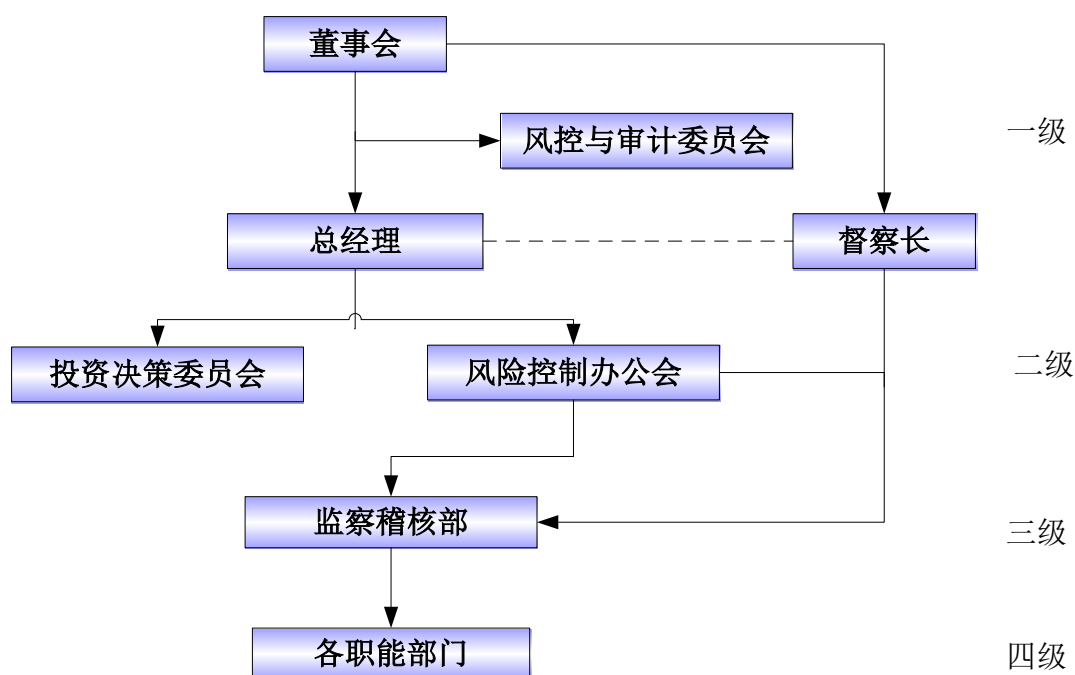 董事会
风控与审计委员会
一级
总经理
督察长
投资决策委员会
风险控制办公会
二级
监察稽核部
三级
各职能部门
四级